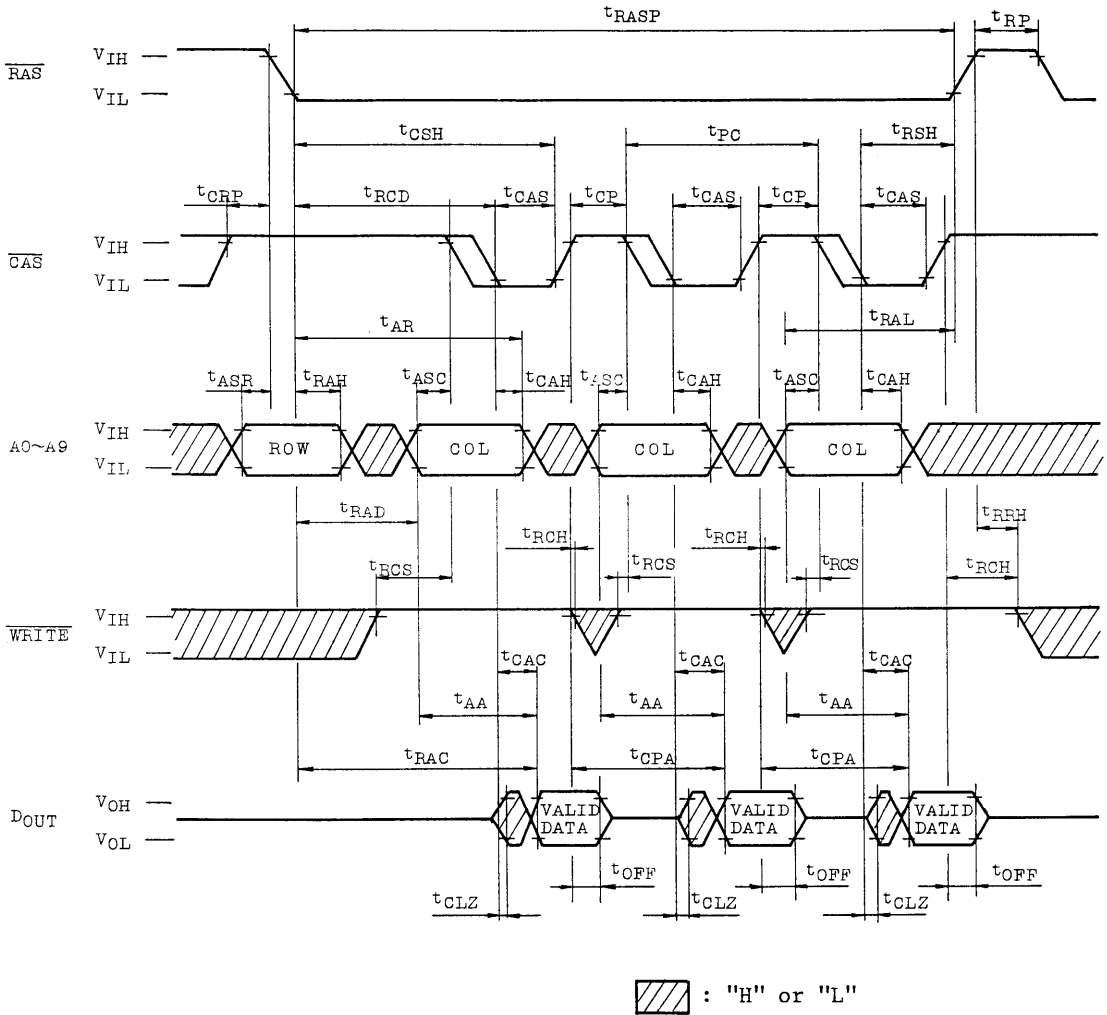 tRASP tRP
RAS VIH
VIL
tCSH tPC tRSH
tCRP tRCD tCAS tCP tCAS tCP tCAS
CAS VIH
VIL
tAR tRAL
tASR tRAH tASC tCAH tASC tCAH tASC tCAH
A0~A9 VIH
VIL
ROW COL COL COL
tRAD tRRH
tRCH tRCH
tRCS tRCS tRCS tRCH
WRITE VIH
VIL
tCAC tCAC tCAC
tAA tAA tAA
tRAC tCPA tCPA
DOUT VOH
VOL
VALID DATA VALID DATA VALID DATA
tOFF tOFF tOFF
tCLZ tCLZ tCLZ
: "H" or "L"